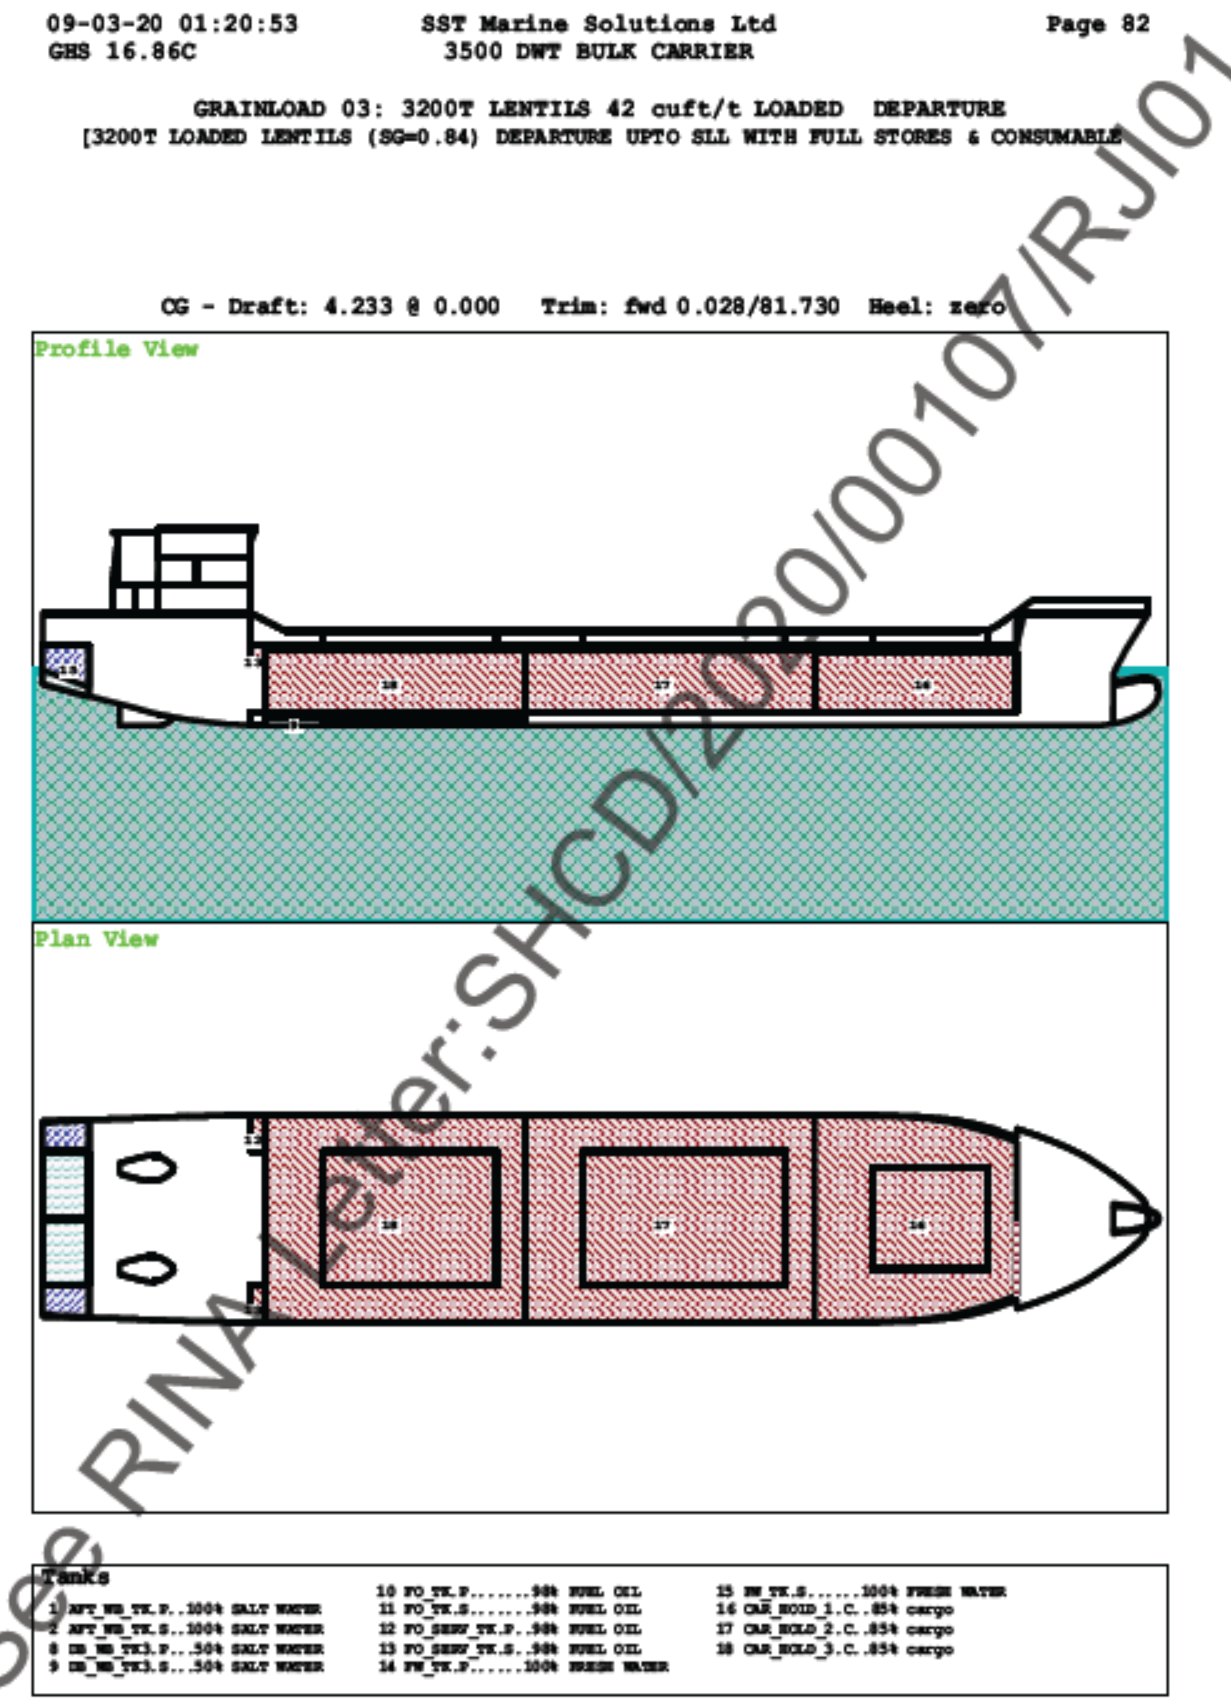 09-03-20 01:20:53 SST Marine Solutions Ltd Page 82
GHS 16.86C 3500 DWT BULK CARRIER
GRAINLOAD 03: 3200T LENTILS 42 cuft/t LOADED DEPARTURE
[3200T LOADED LENTILS (SG=0.84) DEPARTURE UPTO SLL WITH FULL STORES & CONSUMABLE
CG - Draft: 4.233 @ 0.000 Trim: fwd 0.028/81.730 Heel: zero
Profile View
15 13
18 17 16
Plan View
12
18 17 16
See RINA Letter:SHCD/2020/00107/RJI01
Tanks
1 AFT_WB_TK.P..100% SALT WATER
2 AFT_WB_TK.S..100% SALT WATER
8 DB_WB_TK3.P...50% SALT WATER
9 DB_WB_TK3.S...50% SALT WATER
10 FO_TK.P.......98% FUEL OIL
11 FO_TK.S.......98% FUEL OIL
12 FO_SERV_TK.P..98% FUEL OIL
13 FO_SERV_TK.S..98% FUEL OIL
14 FW_TK.P......100% FRESH WATER
15 FW_TK.S......100% FRESH WATER
16 CAR_HOLD_1.C..85% cargo
17 CAR_HOLD_2.C..85% cargo
18 CAR_HOLD_3.C..85% cargo